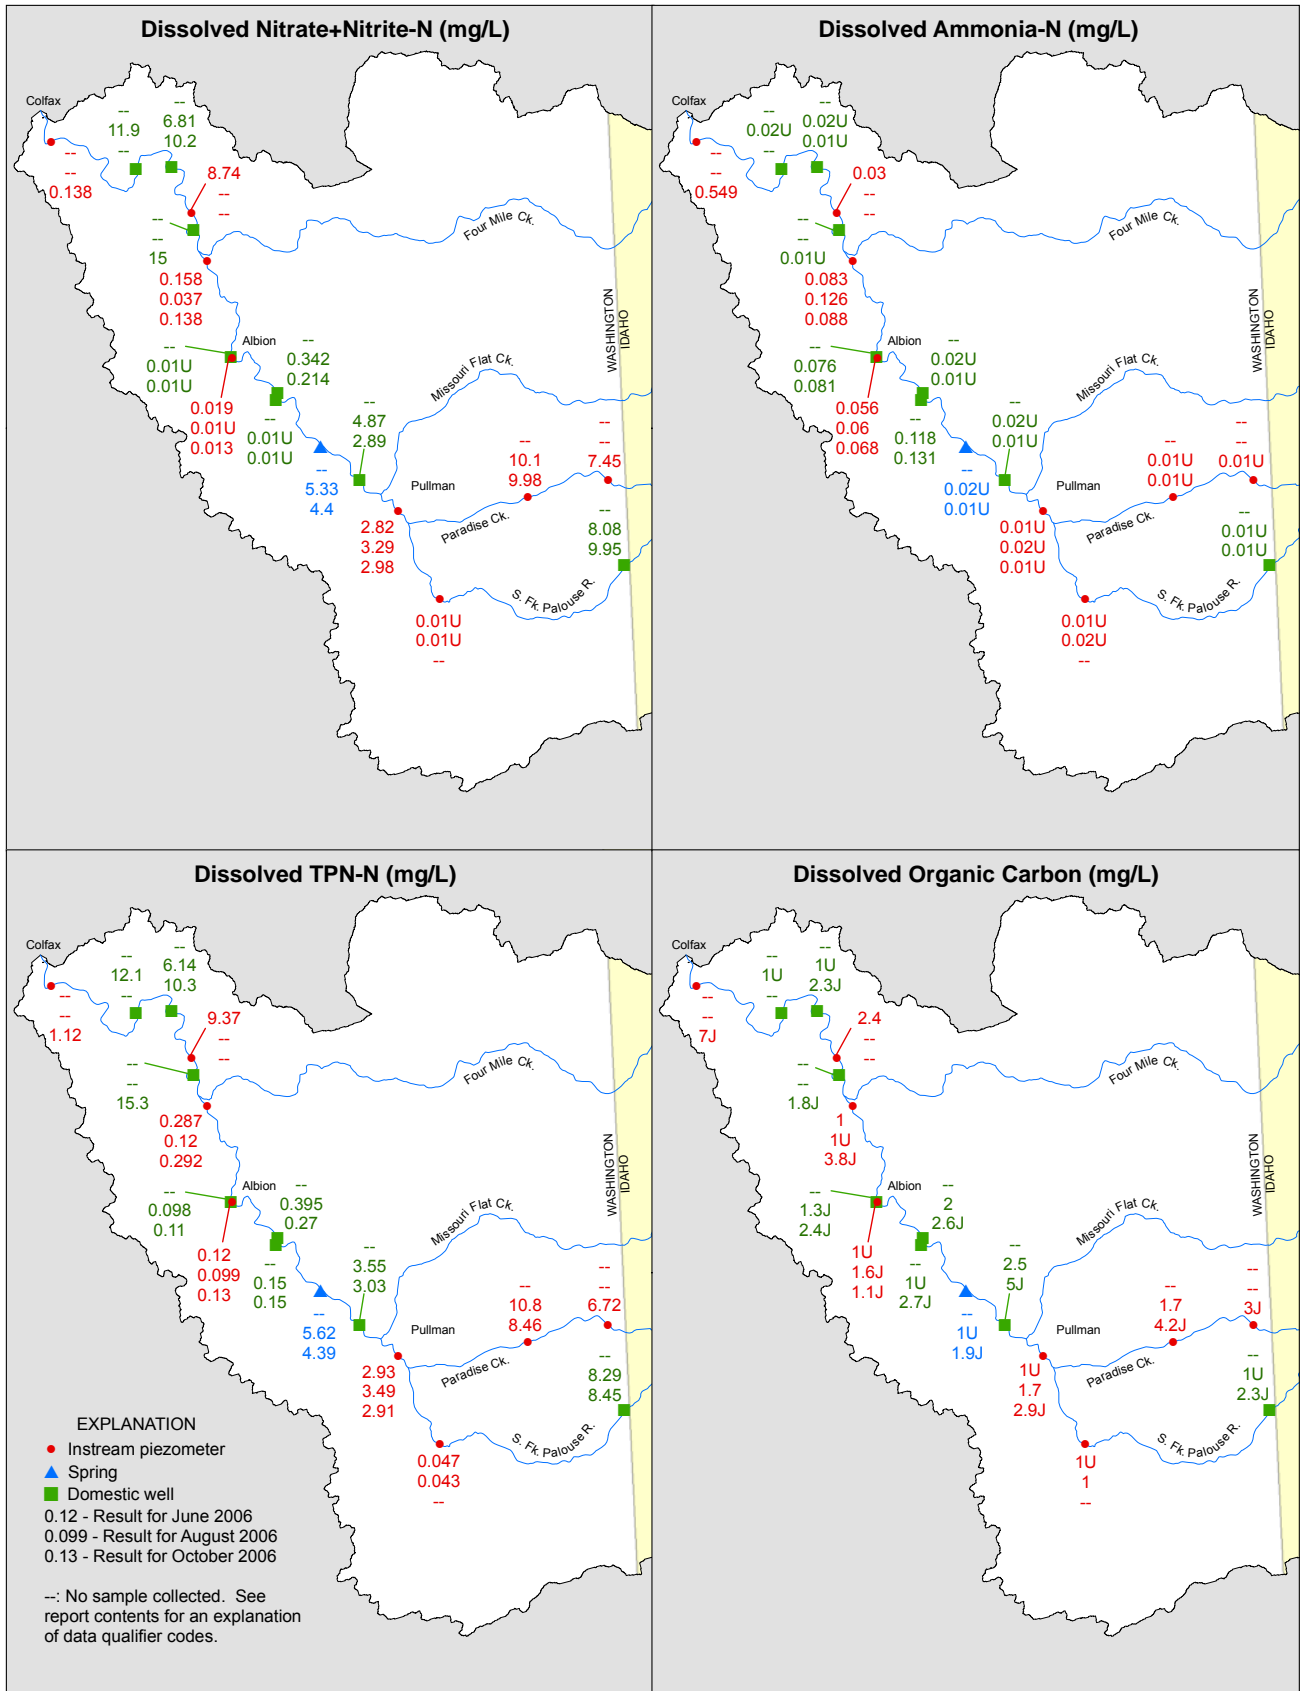 Dissolved Nitrate+Nitrite-N (mg/L)
Colfax
--
11.9
--
--
6.81
10.2
--
--
0.138
8.74
--
--
--
--
15
Four Mile Ck.
0.158
0.037
0.138
WASHINGTON
IDAHO
Albion
--
0.01U
0.01U
--
0.342
0.214
Missouri Flat Ck.
0.019
0.01U
0.013
--
0.01U
0.01U
--
4.87
2.89
--
5.33
4.4
Pullman
--
10.1
9.98
--
--
7.45
Paradise Ck.
2.82
3.29
2.98
--
8.08
9.95
S. Fk. Palouse R.
0.01U
0.01U
--
Dissolved Ammonia-N (mg/L)
Colfax
--
0.02U
--
--
0.02U
0.01U
--
--
0.549
0.03
--
--
--
--
0.01U
Four Mile Ck.
0.083
0.126
0.088
WASHINGTON
IDAHO
Albion
--
0.076
0.081
--
0.02U
0.01U
Missouri Flat Ck.
0.056
0.06
0.068
--
0.118
0.131
--
0.02U
0.01U
--
0.02U
0.01U
Pullman
--
0.01U
0.01U
--
--
0.01U
Paradise Ck.
0.01U
0.02U
0.01U
--
0.01U
0.01U
S. Fk. Palouse R.
0.01U
0.02U
--
Dissolved TPN-N (mg/L)
Colfax
--
12.1
--
--
6.14
10.3
--
--
1.12
9.37
--
--
--
--
15.3
Four Mile Ck.
0.287
0.12
0.292
WASHINGTON
IDAHO
Albion
--
0.098
0.11
--
0.395
0.27
Missouri Flat Ck.
0.12
0.099
0.13
--
0.15
0.15
--
3.55
3.03
--
5.62
4.39
Pullman
--
10.8
8.46
--
--
6.72
Paradise Ck.
2.93
3.49
2.91
--
8.29
8.45
S. Fk. Palouse R.
0.047
0.043
--
EXPLANATION
Instream piezometer
Spring
Domestic well
0.12 - Result for June 2006
0.099 - Result for August 2006
0.13 - Result for October 2006
--: No sample collected. See
report contents for an explanation
of data qualifier codes.
Dissolved Organic Carbon (mg/L)
Colfax
--
1U
--
--
1U
2.3J
--
--
7J
2.4
--
--
--
--
1.8J
Four Mile Ck.
1
1U
3.8J
WASHINGTON
IDAHO
Albion
--
1.3J
2.4J
--
2
2.6J
Missouri Flat Ck.
1U
1.6J
1.1J
--
1U
2.7J
--
2.5
5J
--
1U
1.9J
Pullman
--
1.7
4.2J
--
--
3J
Paradise Ck.
1U
1.7
2.9J
--
1U
2.3J
S. Fk. Palouse R.
1U
1
--